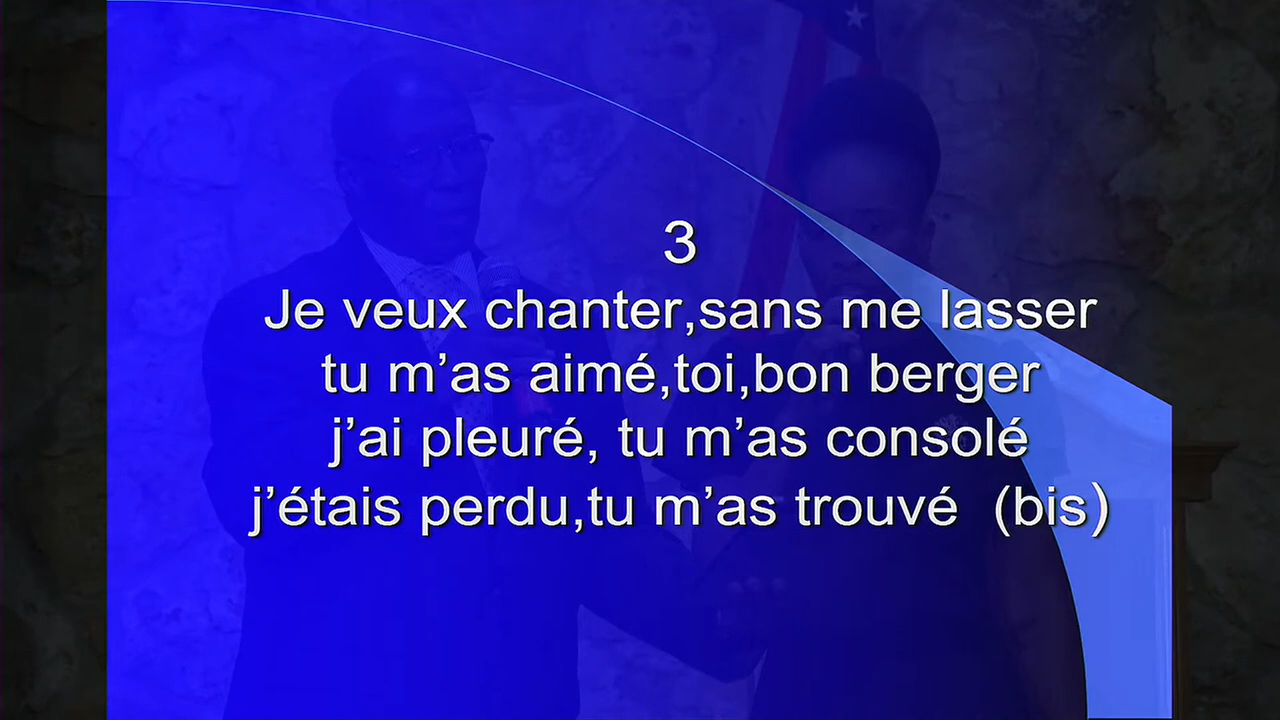 3
Je veux chanter,sans me lasser
tu m’as aimé,toi,bon berger
j’ai pleuré, tu m’as consolé
j’étais perdu,tu m’as trouvé (bis)